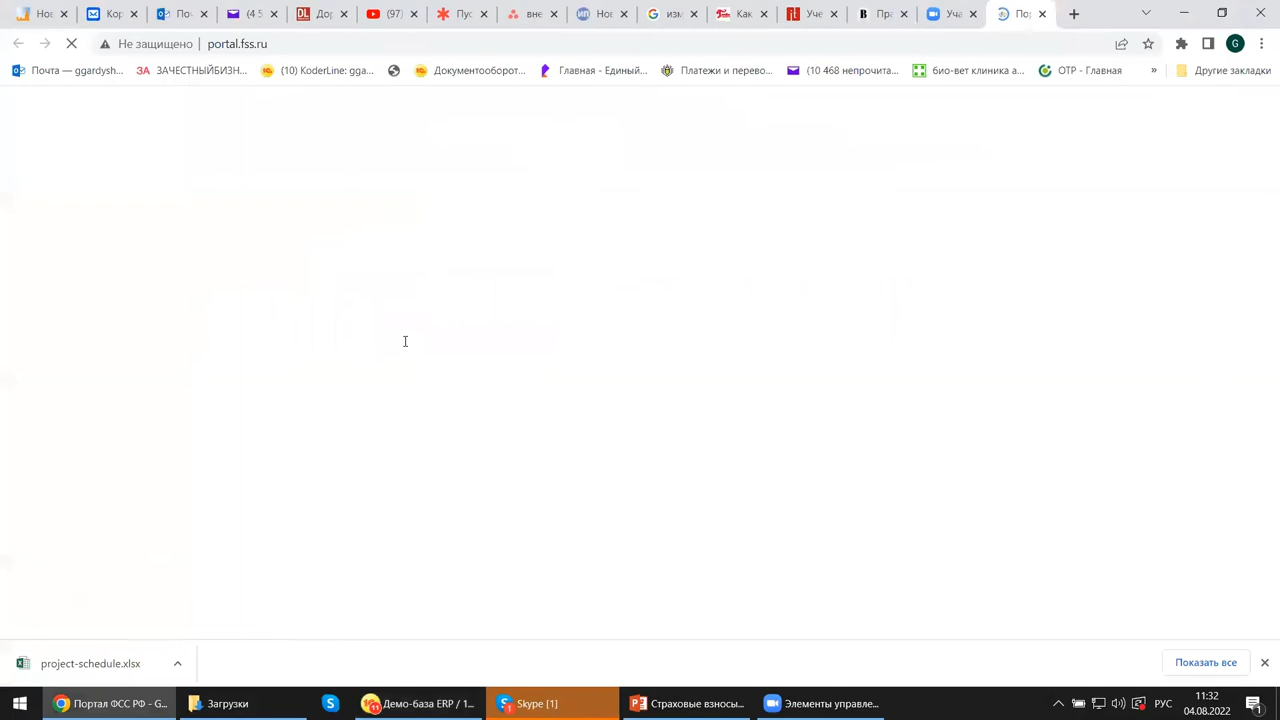 Нов
Кор
По-
(4 5
Дор
(97)
Пус
вне
Нов
изм
Как
Уче
Пра
Уча
По
Не защищено | portal.fss.ru
G
Почта — ggardysh...
ЗАЧЕСТНЫЙБИЗН...
(10) KoderLine: gga...
Документооборот...
Главная - Единый...
Платежи и перево...
(10 468 непрочита...
био-вет клиника а...
ОТР - Главная
»
Другие закладки
project-schedule.xlsx
Показать все
Портал ФСС РФ - G...
Загрузки
Демо-база ERP / 1...
Skype [1]
Страховые взносы...
Элементы управле...
РУС
11:32
04.08.2022